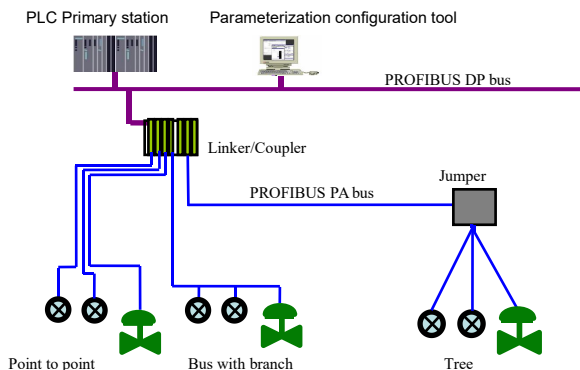 PLC Primary station
Parameterization configuration tool
PROFIBUS DP bus
Linker/Coupler
Jumper
PROFIBUS PA bus
Point to point
Bus with branch
Tree